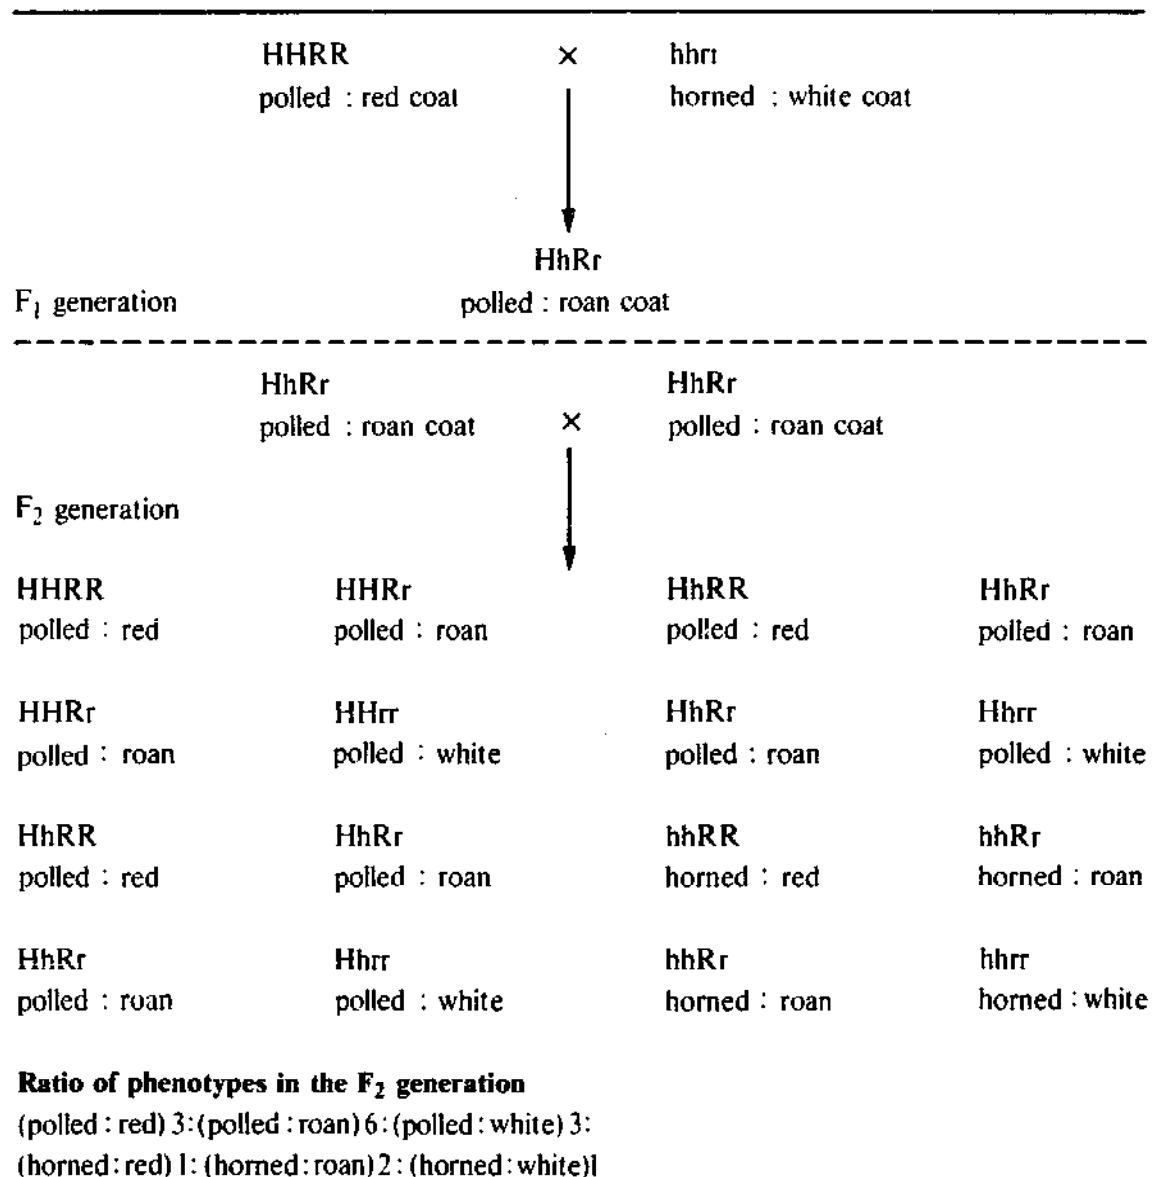 HHRR × hhrr
polled : red coat horned : white coat
HhRr
F₁ generation polled : roan coat
HhRr HhRr
polled : roan coat × polled : roan coat
F₂ generation
HHRR HHRr HhRR HhRr
polled : red polled : roan polled : red polled : roan
HHRr HHrr HhRr Hhrr
polled : roan polled : white polled : roan polled : white
HhRR HhRr hhRR hhRr
polled : red polled : roan horned : red horned : roan
HhRr Hhrr hhRr hhrr
polled : roan polled : white horned : roan horned : white
Ratio of phenotypes in the F₂ generation
(polled : red) 3 : (polled : roan) 6 : (polled : white) 3 :
(horned : red) 1 : (horned : roan) 2 : (horned : white) 1